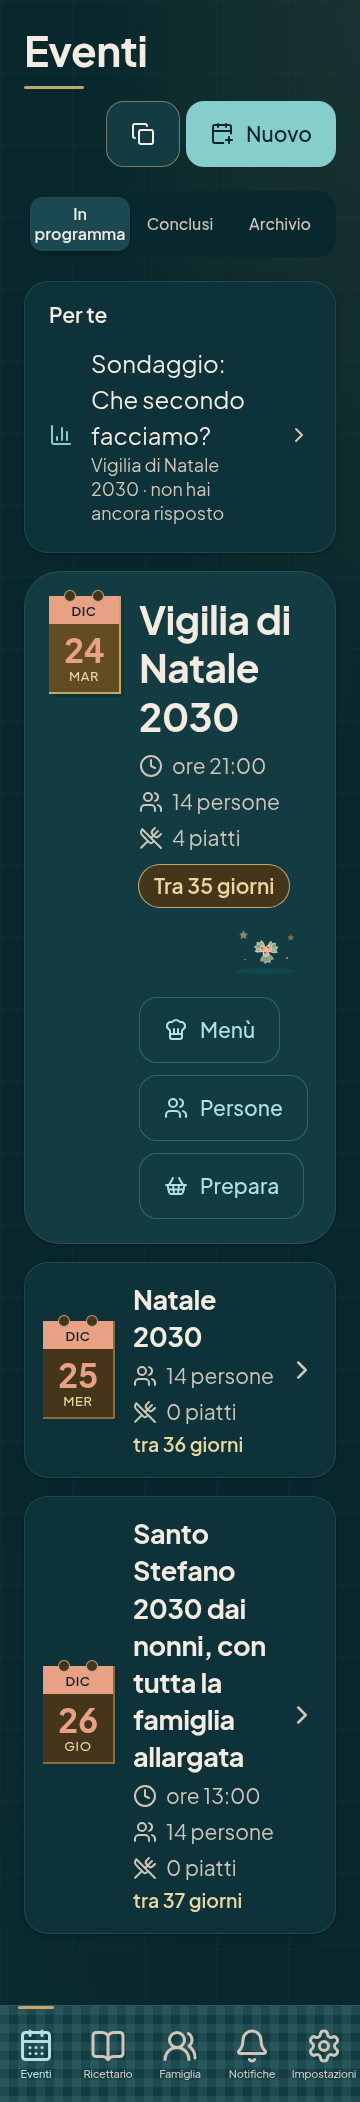 Eventi
Nuovo
In
programma
Conclusi
Archivio
Per te
Sondaggio:
Che secondo
facciamo?
Vigilia di Natale
2030 · non hai
ancora risposto
DIC
24
MAR
Vigilia di
Natale
2030
ore 21:00
14 persone
4 piatti
Tra 35 giorni
Menù
Persone
Prepara
DIC
25
MER
Natale
2030
14 persone
0 piatti
tra 36 giorni
DIC
26
GIO
Santo
Stefano
2030 dai
nonni, con
tutta la
famiglia
allargata
ore 13:00
14 persone
0 piatti
tra 37 giorni
Eventi
Ricettario
Famiglia
Notifiche
Impostazioni